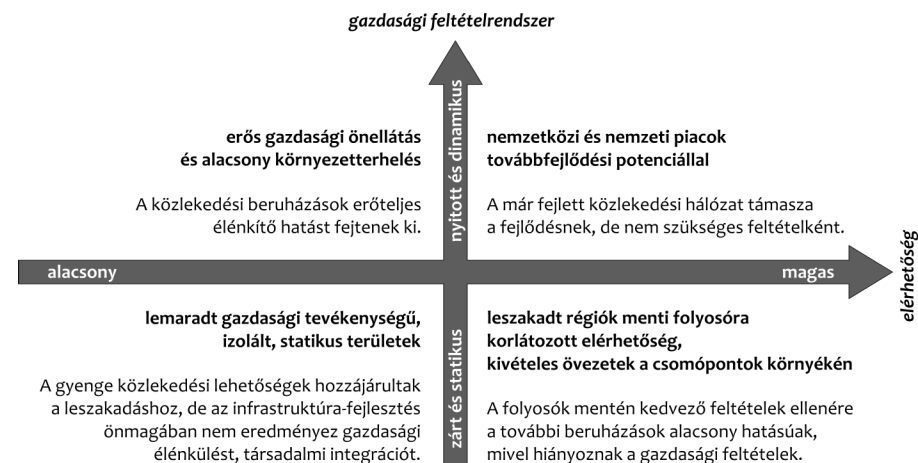 gazdasági feltételrendszer
nyitott és dinamikus
erős gazdasági önellátás
és alacsony környezetterhelés
A közlekedési beruházások erőteljes
élénkítő hatást fejtenek ki.
nemzetközi és nemzeti piacok
továbbfejlődési potenciállal
A már fejlett közlekedési hálózat támasza
a fejlődésnek, de nem szükséges feltételként.
alacsony
magas
elérhetőség
lemaradt gazdasági tevékenységű,
izolált, statikus területek
A gyenge közlekedési lehetőségek hozzájárultak
a leszakadáshoz, de az infrastruktúra-fejlesztés
önmagában nem eredményez gazdasági
élénkülést, társadalmi integrációt.
zárt és statikus
leszakadt régiók menti folyosóra
korlátozott elérhetőség,
kivételes övezetek a csomópontok környékén
A folyosók mentén kedvező feltételek ellenére
a további beruházások alacsony hatásúak,
mivel hiányoznak a gazdasági feltételek.